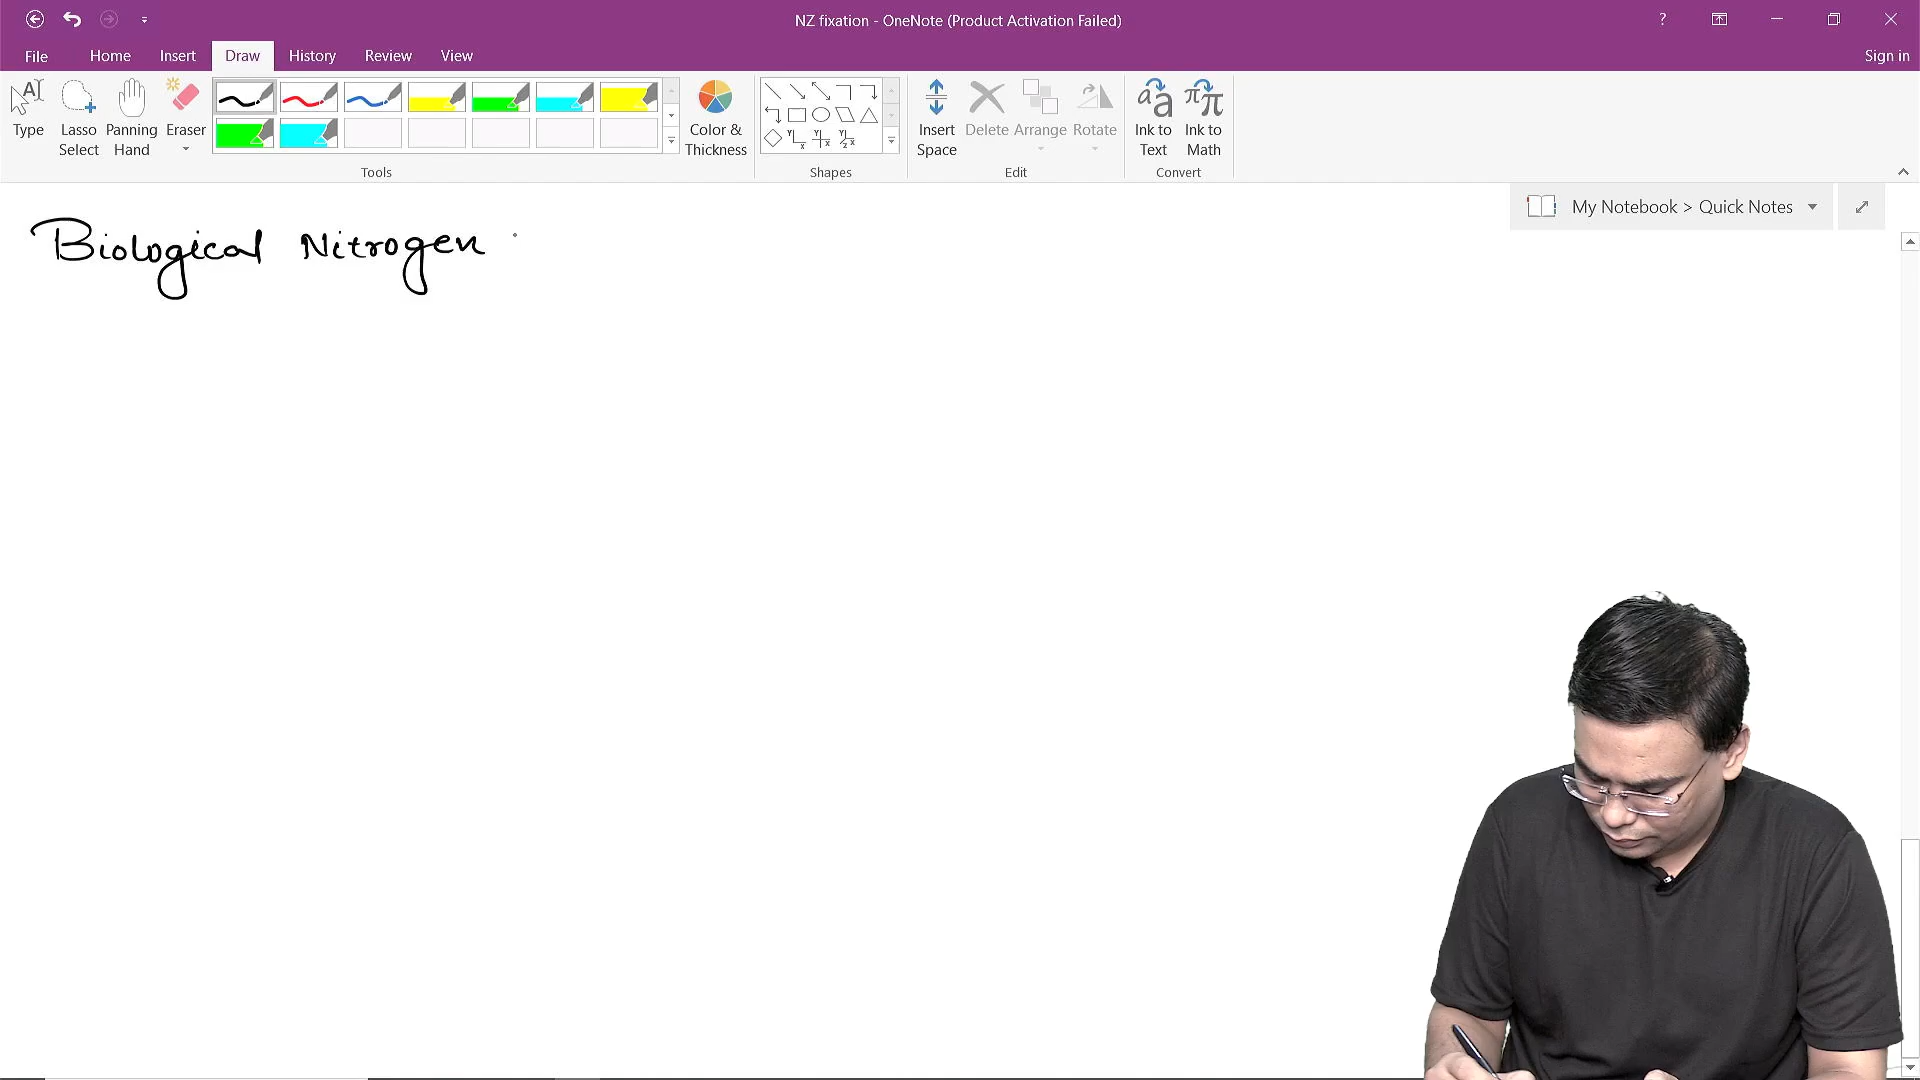 NZ fixation - OneNote (Product Activation Failed)
?
File Home Insert Draw History Review View
Sign in
Type
Lasso Select
Panning Hand
Eraser
Color & Thickness
Insert Space
Delete
Arrange
Rotate
Ink to Text
Ink to Math
Tools
Shapes
Edit
Convert
My Notebook > Quick Notes
Biological Nitrogen